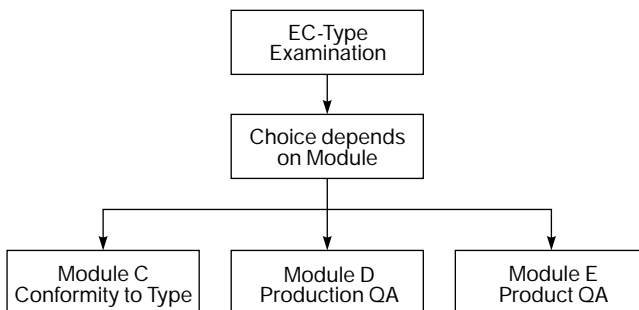 EC-Type
Examination
Choice depends
on Module
Module C
Conformity to Type
Module D
Production QA
Module E
Product QA